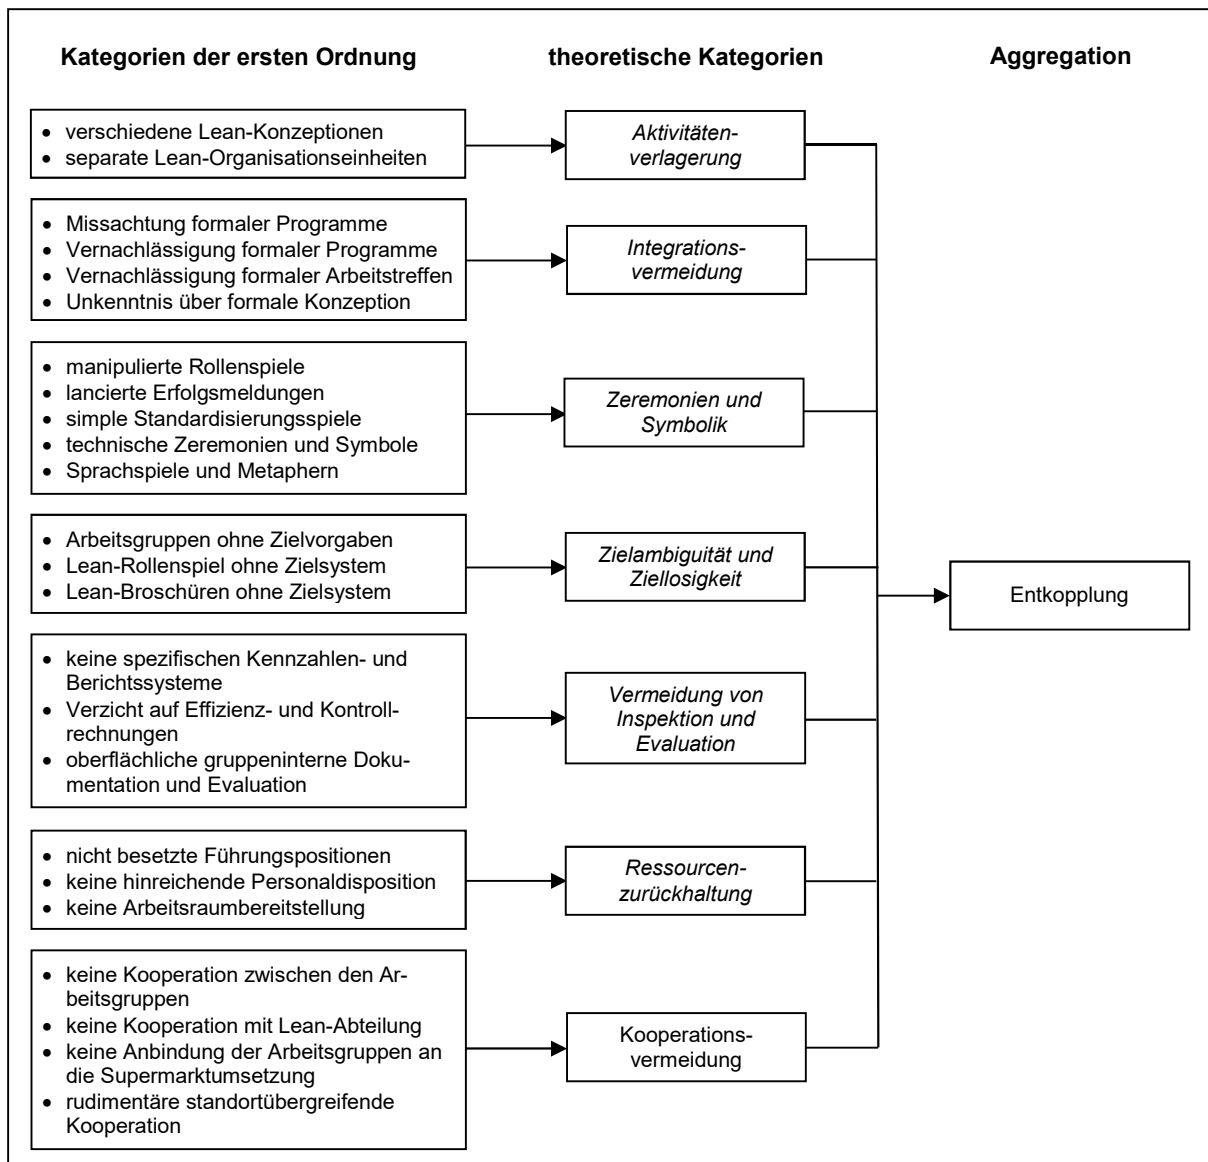 Kategorien der ersten Ordnung
theoretische Kategorien
Aggregation
• verschiedene Lean-Konzeptionen
• separate Lean-Organisationseinheiten
Aktivitäten-
verlagerung
• Missachtung formaler Programme
• Vernachlässigung formaler Programme
• Vernachlässigung formaler Arbeitstreffen
• Unkenntnis über formale Konzeption
Integrations-
vermeidung
• manipulierte Rollenspiele
• lancierte Erfolgsmeldungen
• simple Standardisierungsspiele
• technische Zeremonien und Symbole
• Sprachspiele und Metaphern
Zeremonien und
Symbolik
• Arbeitsgruppen ohne Zielvorgaben
• Lean-Rollenspiel ohne Zielsystem
• Lean-Broschüren ohne Zielsystem
Zielambiguität und
Ziellosigkeit
Entkopplung
• keine spezifischen Kennzahlen- und
Berichtssysteme
• Verzicht auf Effizienz- und Kontroll-
rechnungen
• oberflächliche gruppeninterne Doku-
mentation und Evaluation
Vermeidung von
Inspektion und
Evaluation
• nicht besetzte Führungspositionen
• keine hinreichende Personaldisposition
• keine Arbeitsraumbereitstellung
Ressourcen-
zurückhaltung
• keine Kooperation zwischen den Ar-
beitsgruppen
• keine Kooperation mit Lean-Abteilung
• keine Anbindung der Arbeitsgruppen an
die Supermarktumsetzung
• rudimentäre standortübergreifende
Kooperation
Kooperations-
vermeidung